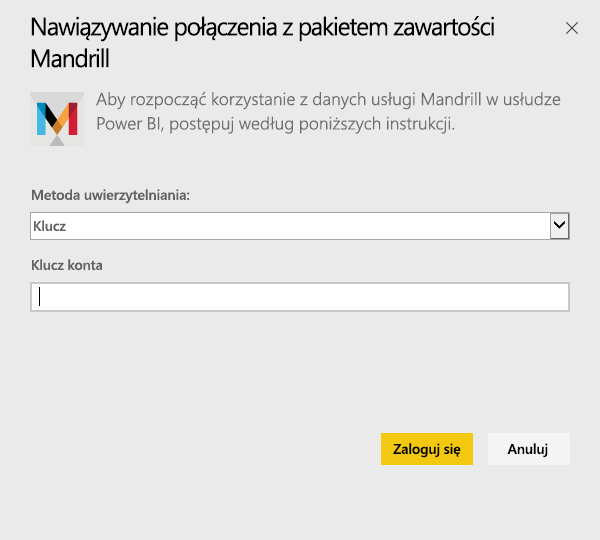 Nawiązywanie połączenia z pakietem zawartości
Mandrill
Aby rozpocząć korzystanie z danych usługi Mandrill w usłudze
Power BI, postępuj według poniższych instrukcji.
Metoda uwierzytelniania:
Klucz
Klucz konta
Zaloguj się
Anuluj